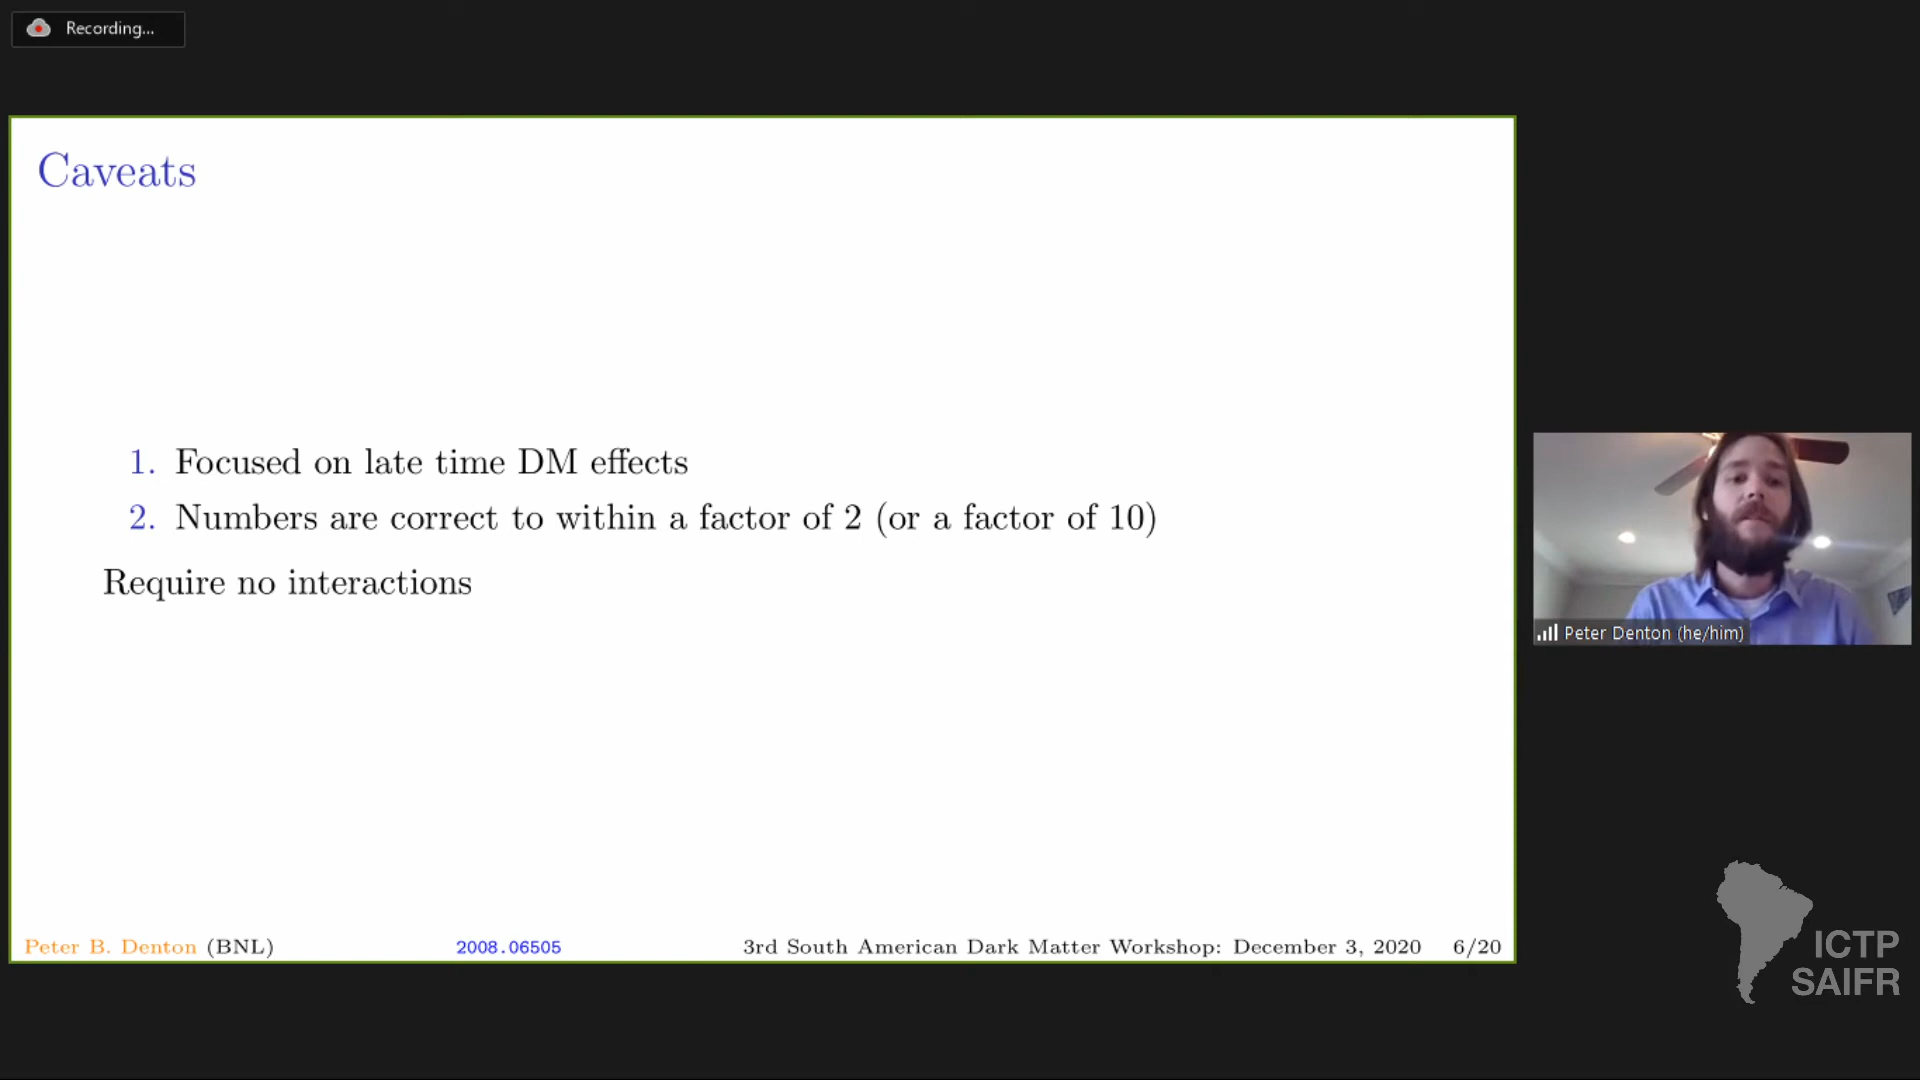 Recording...
Caveats
1. Focused on late time DM effects
2. Numbers are correct to within a factor of 2 (or a factor of 10)
Require no interactions
Peter B. Denton (BNL) 2008.06505 3rd South American Dark Matter Workshop: December 3, 2020 6/20
Peter Denton (he/him)
ICTP
SAIFR